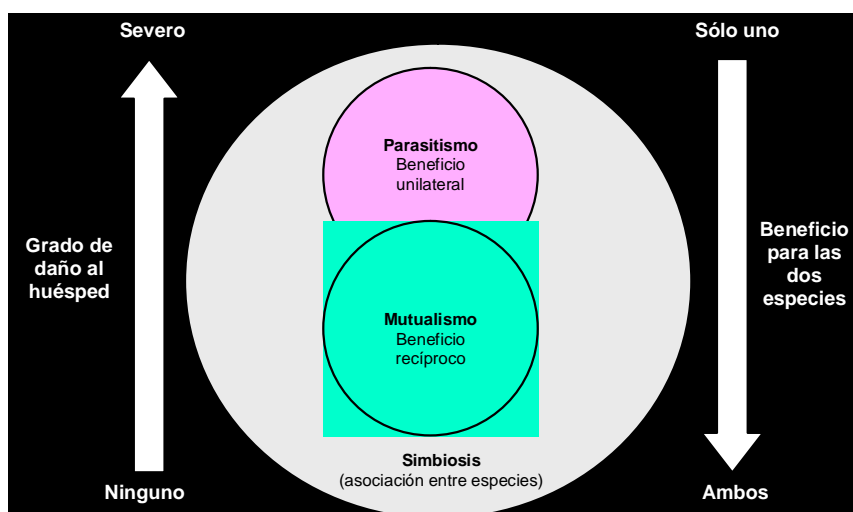 Severo
Sólo uno
Parasitismo
Beneficio
unilateral
Grado de
daño al
huésped
Beneficio
para las
dos
especies
Mutualismo
Beneficio
recíproco
Simbiosis
(asociación entre especies)
Ninguno
Ambos